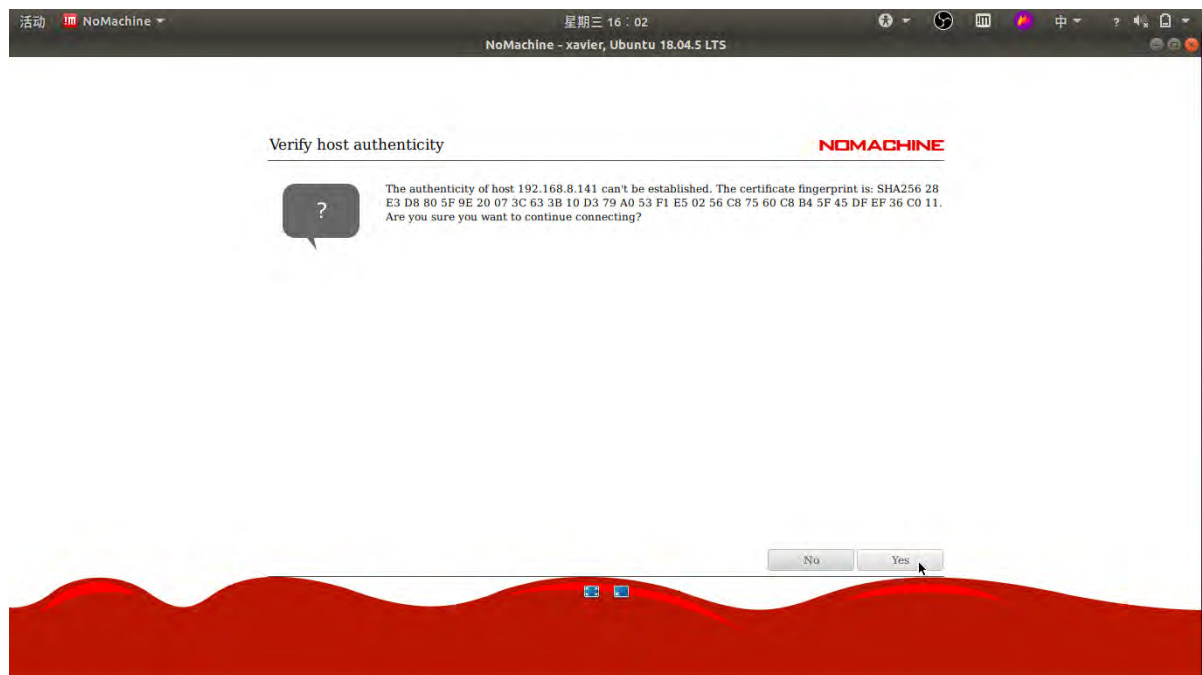 活动 NoMachine 星期三 16：02 中 ?
NoMachine - xavier, Ubuntu 18.04.5 LTS
Verify host authenticity NOMACHINE
? The authenticity of host 192.168.8.141 can't be established. The certificate fingerprint is: SHA256 28
E3 D8 80 5F 9E 20 07 3C 63 3B 10 D3 79 A0 53 F1 E5 02 56 C8 75 60 C8 B4 5F 45 DF EF 36 C0 11.
Are you sure you want to continue connecting?
No Yes